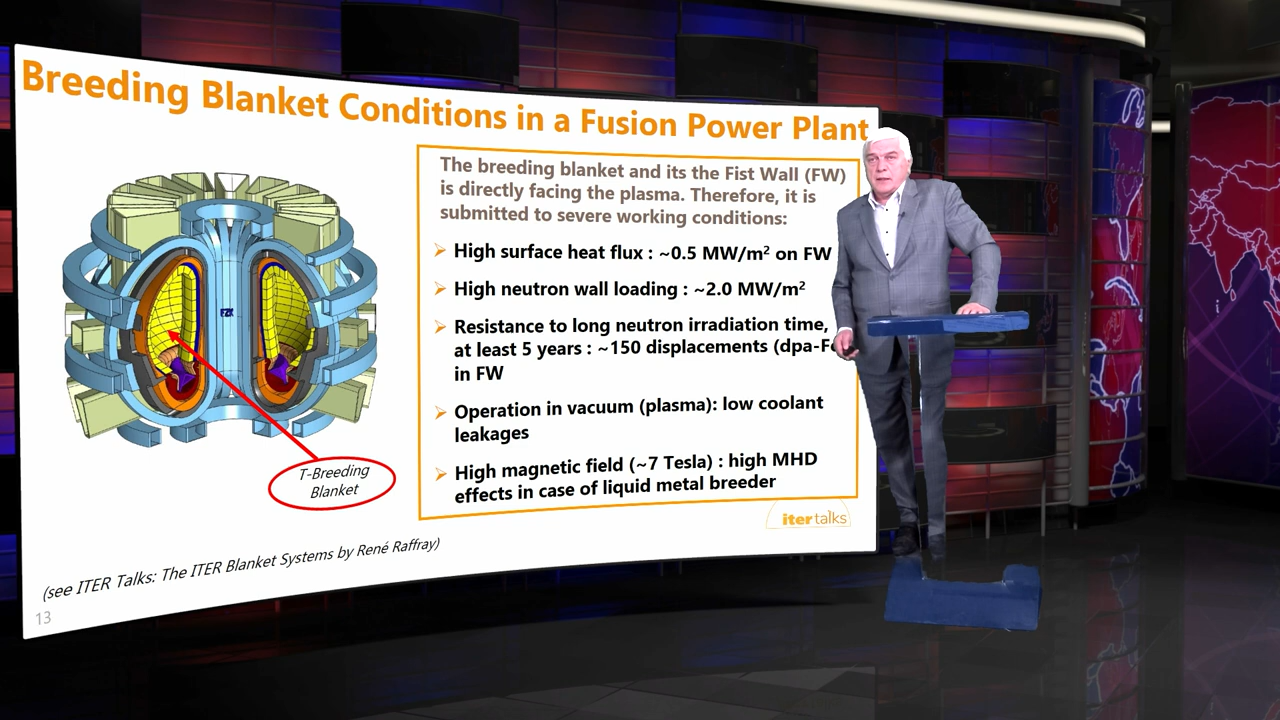 Breeding Blanket Conditions in a Fusion Power Plant
The breeding blanket and its the Fist Wall (FW)
is directly facing the plasma. Therefore, it is
submitted to severe working conditions:
High surface heat flux : ~0.5 MW/m² on FW
High neutron wall loading : ~2.0 MW/m²
Resistance to long neutron irradiation time,
at least 5 years : ~150 displacements
in FW
Operation in vacuum (plasma): low coolant
leakages
High magnetic field (~7 Tesla) : high MHD
effects in case of liquid metal breeder
FZK
T-Breeding
Blanket
iter talks
(see ITER Talks: The ITER Blanket Systems by René Raffray)
13